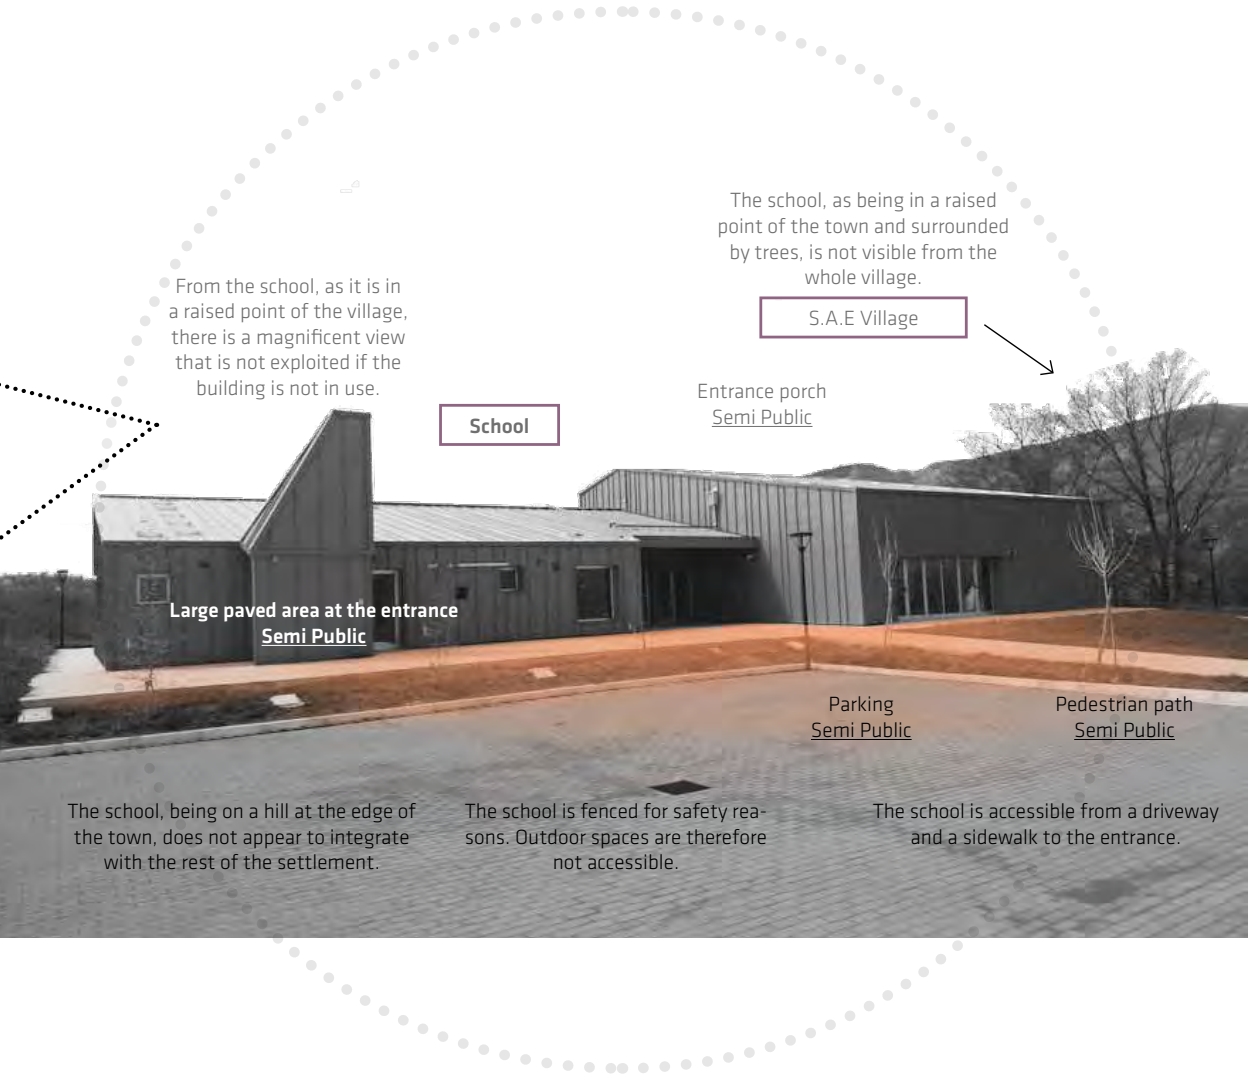 The school, as being in a raised
point of the town and surrounded
by trees, is not visible from the
whole village.
S.A.E Village
From the school, as it is in
a raised point of the village,
there is a magnificent view
that is not exploited if the
building is not in use.
School
Entrance porch
Semi Public
Large paved area at the entrance
Semi Public
Parking
Semi Public
Pedestrian path
Semi Public
The school, being on a hill at the edge of
the town, does not appear to integrate
with the rest of the settlement.
The school is fenced for safety rea-
sons. Outdoor spaces are therefore
not accessible.
The school is accessible from a driveway
and a sidewalk to the entrance.